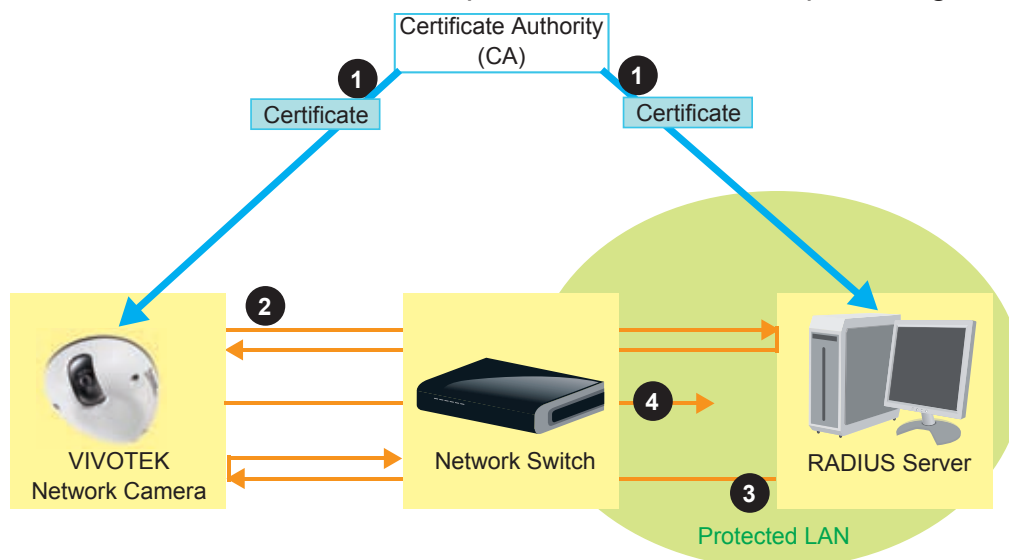 Certificate Authority
(CA)
1
1
Certificate
Certificate
2
4
VIVOTEK
Network Camera
Network Switch
RADIUS Server
3
Protected LAN